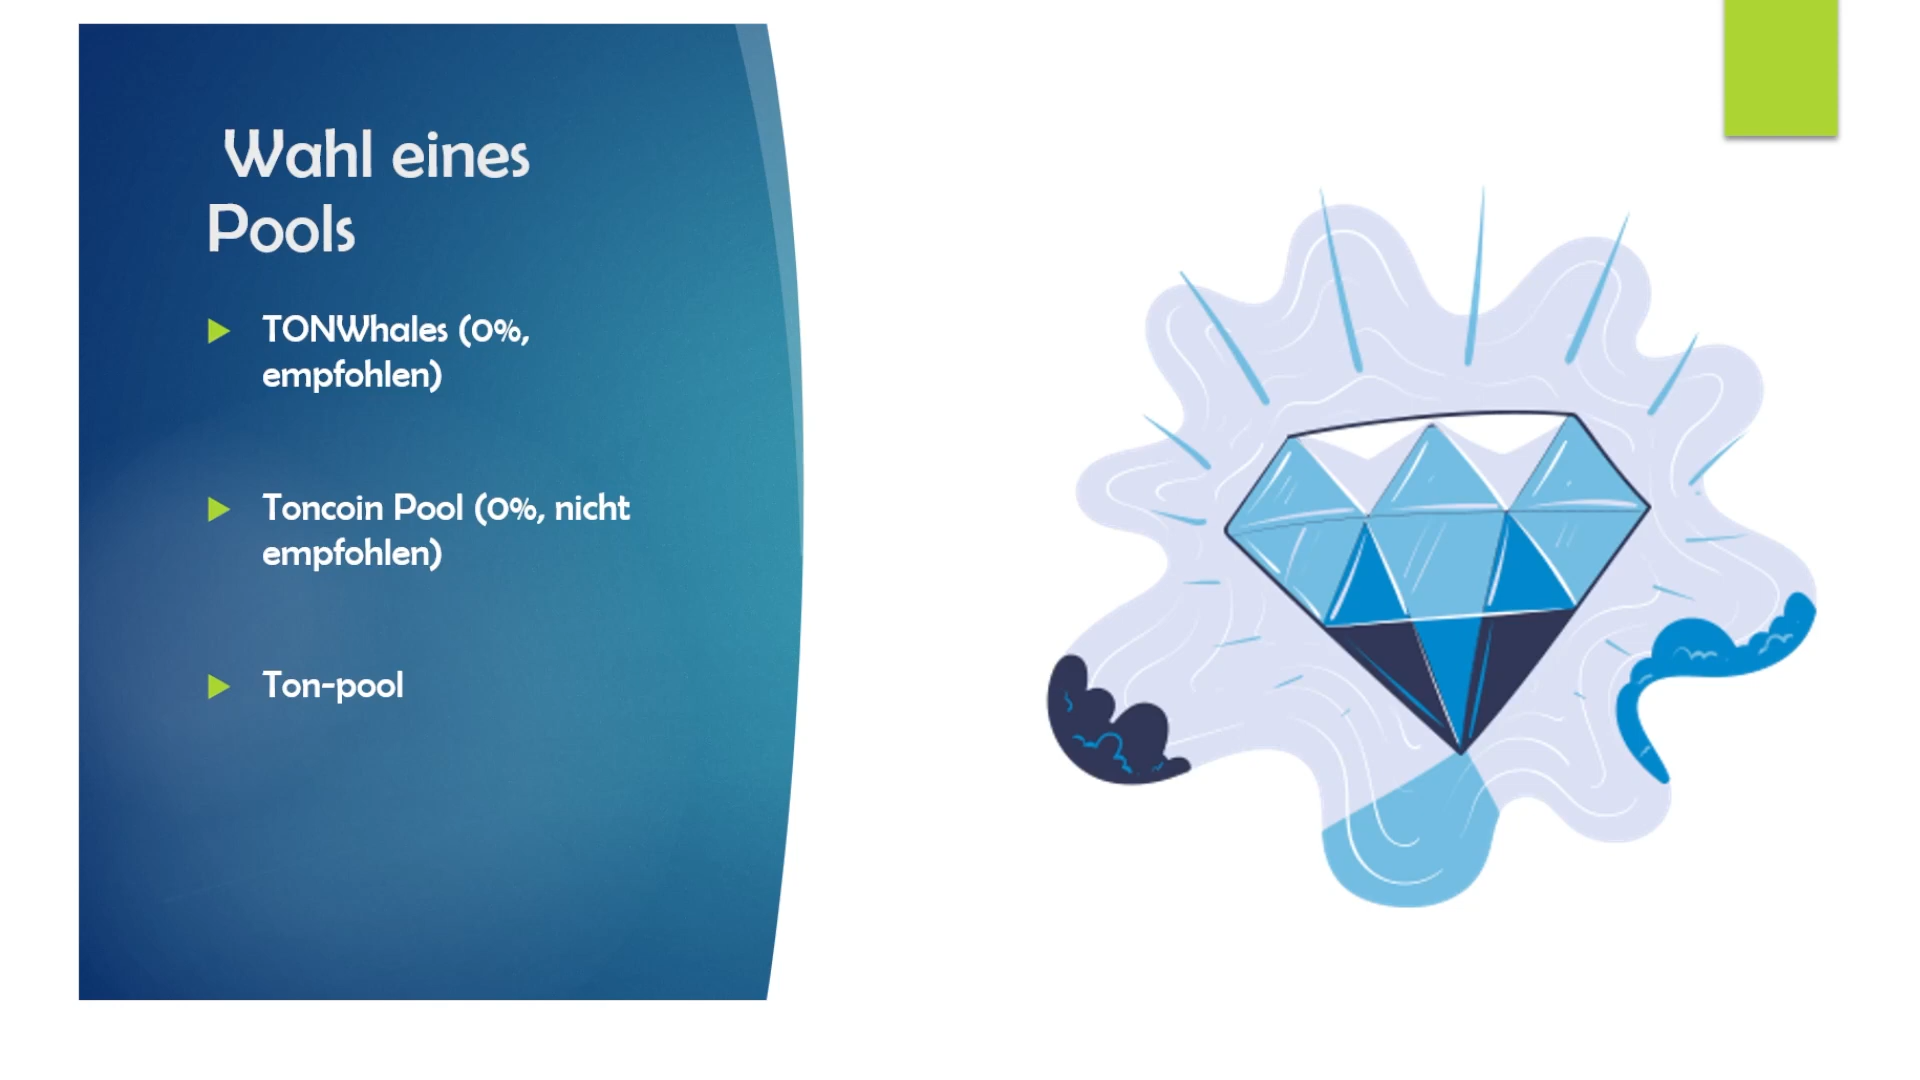 Wahl eines
Pools
TONWhales (0%,
empfohlen)
Toncoin Pool (0%, nicht
empfohlen)
Ton-pool